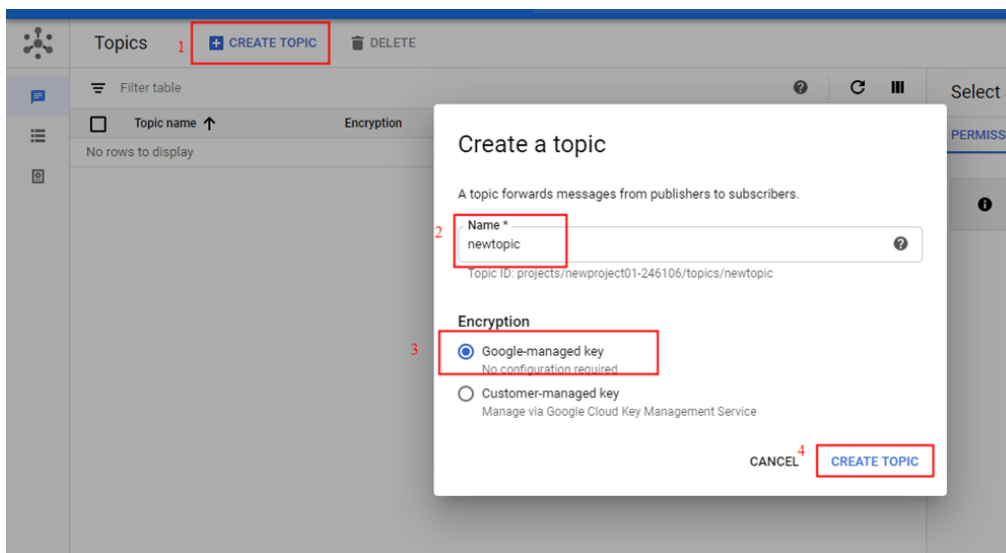 Topics 1 CREATE TOPIC DELETE
Filter table
Select
Topic name Encryption
PERMISS
No rows to display
Create a topic
A topic forwards messages from publishers to subscribers.
2 Name *
newtopic
Topic ID: projects/newproject01-246106/topics/newtopic
Encryption
3 Google-managed key
No configuration required
Customer-managed key
Manage via Google Cloud Key Management Service
CANCEL 4 CREATE TOPIC